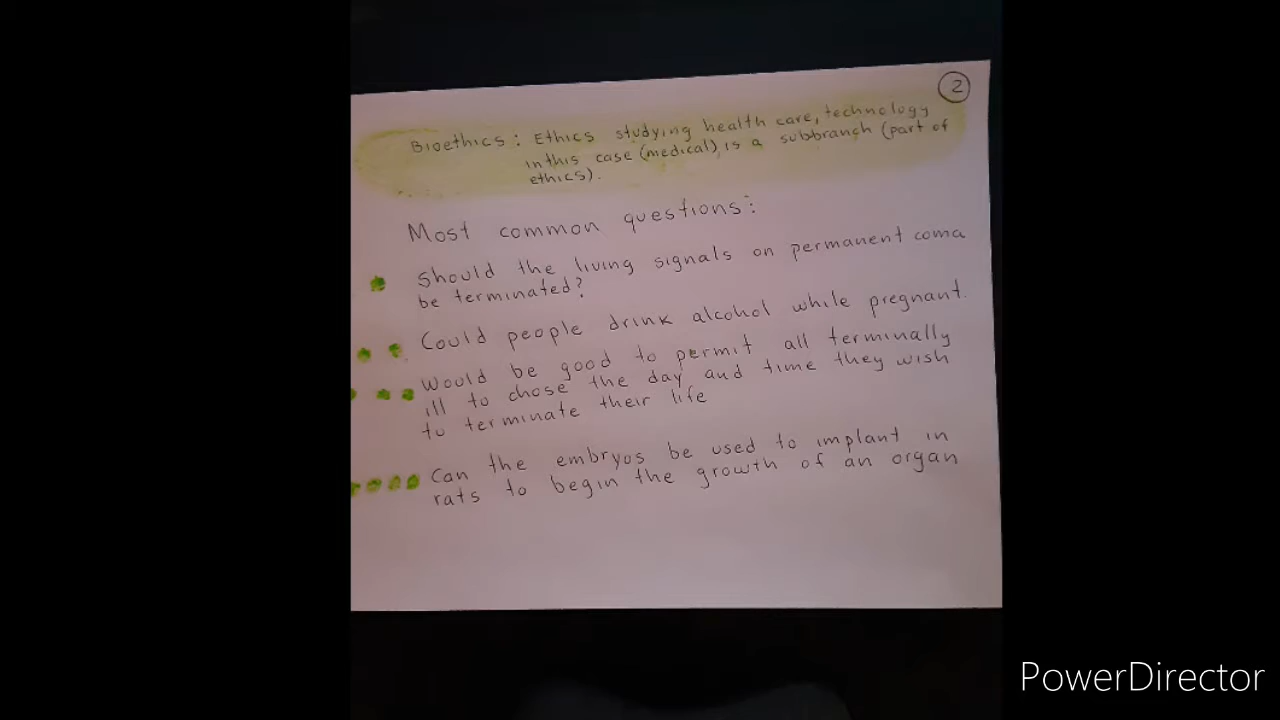 2
Bioethics: Ethics studying health care, technology
in this case (medical), is a subbranch (part of
ethics).
Most common questions:
Should the living signals on permanent coma
be terminated?
Could people drink alcohol while pregnant.
Would be good to permit all terminally
ill to chose the day and time they wish
to terminate their life
Can the embryos be used to implant in
rats to begin the growth of an organ
PowerDirector